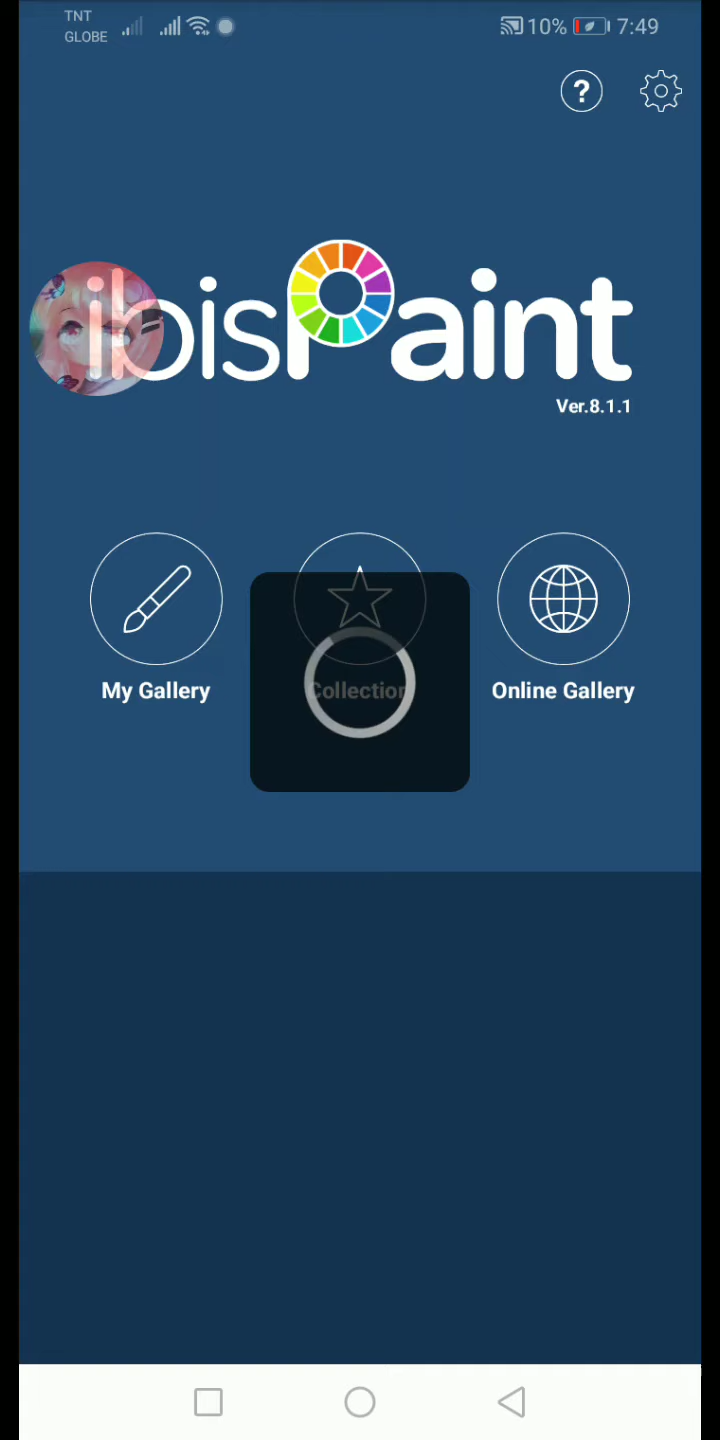 TNT
GLOBE
10% 7:49
?
ibisPaint
Ver.8.1.1
My Gallery Collection Online Gallery